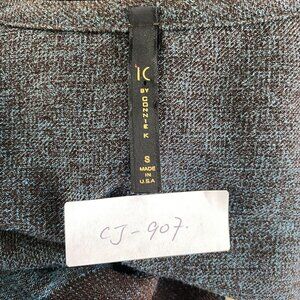 IC
BY
CONNIE K
S
MADE IN
U.S.A
CJ-907.